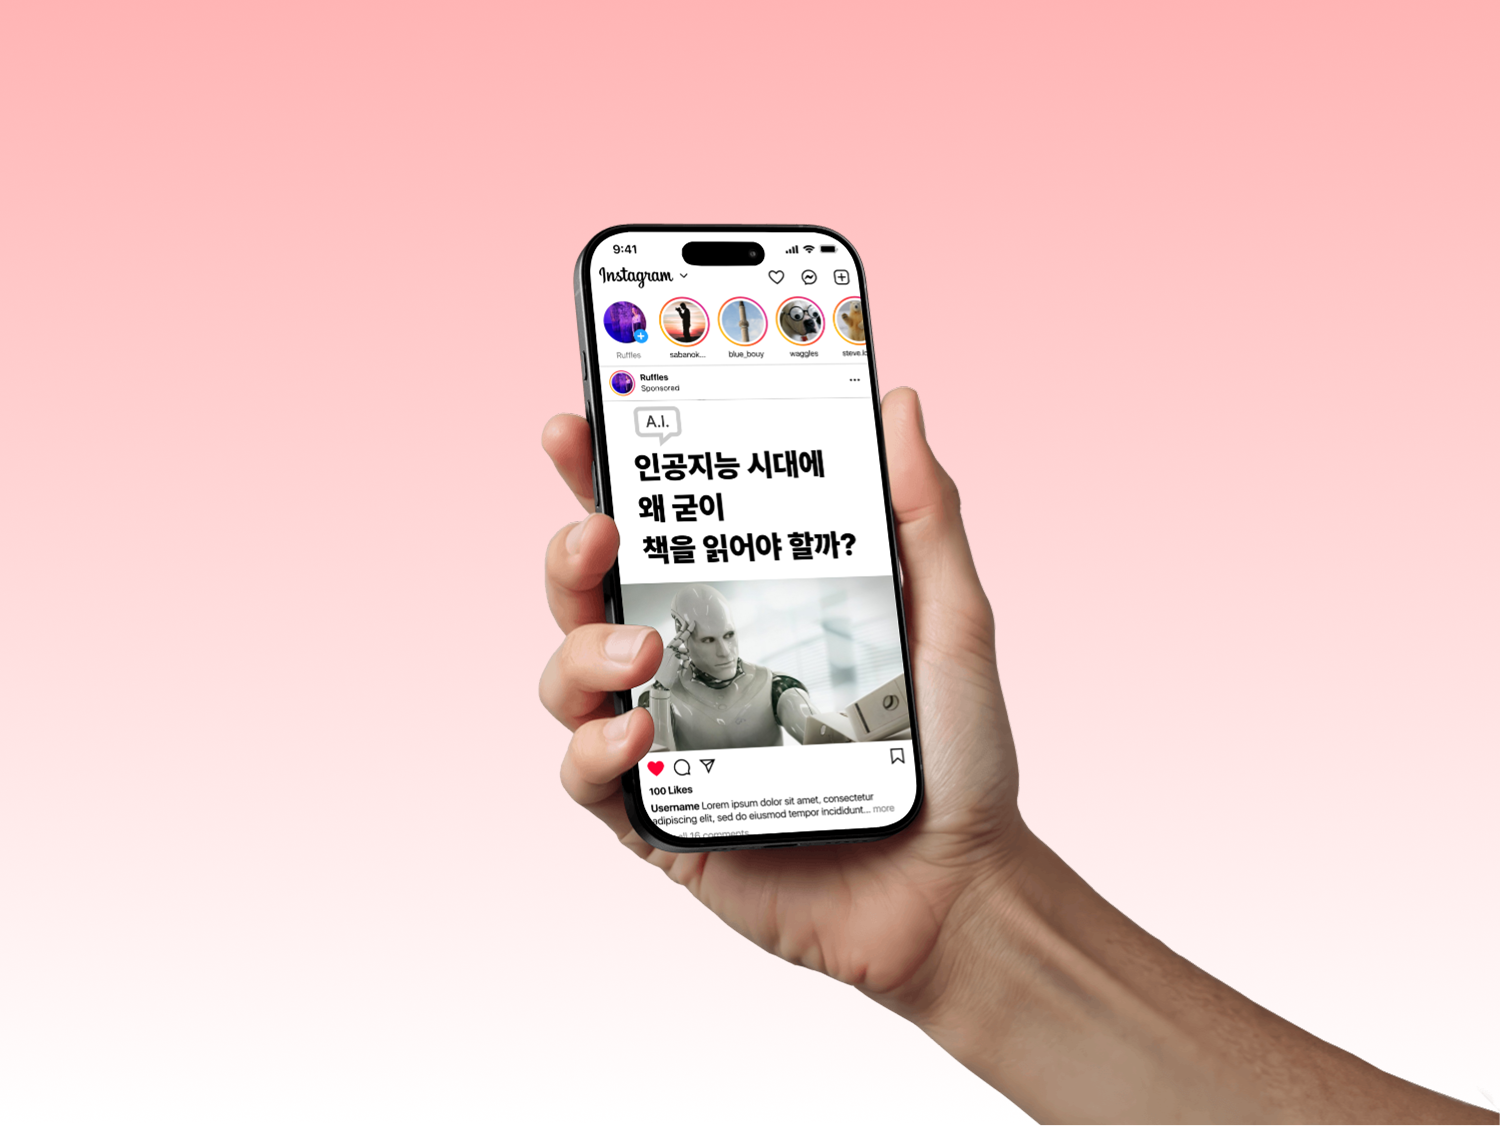 9:41
Instagram
Ruffles
sabanok...
blue_bouy
waggles
Ruffles
Sponsored
A.I.
인공지능 시대에
왜 굳이
책을 읽어야 할까?
100 Likes
Username Lorem ipsum dolor sit amet, consectetur
adipiscing elit, sed do eiusmod tempor incididunt... more
all 16 comments